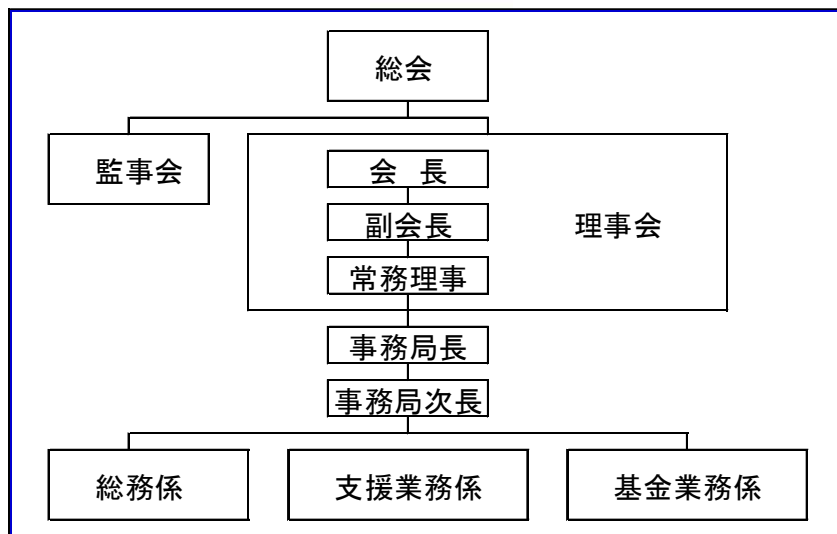 総会
監事会
会 長
副会長
理事会
常務理事
事務局長
事務局次長
総務係
支援業務係
基金業務係